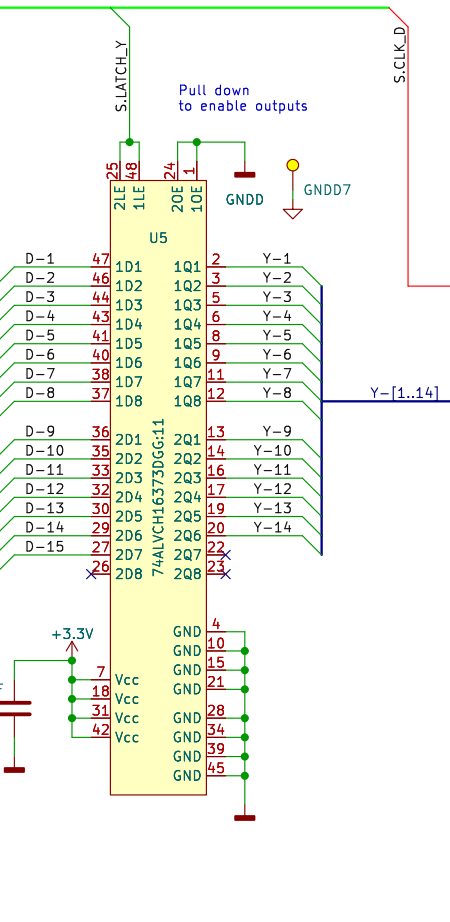 S.LATCH_Y
S.CLK_D
Pull down
to enable outputs
25 48 24 1
2LE 1LE 2OE 1OE
GNDD
GNDD7
U5
D-1 47 1D1 1Q1 2 Y-1
D-2 46 1D2 1Q2 3 Y-2
D-3 44 1D3 1Q3 5 Y-3
D-4 43 1D4 1Q4 6 Y-4
D-5 41 1D5 1Q5 8 Y-5
D-6 40 1D6 1Q6 9 Y-6
D-7 38 1D7 1Q7 11 Y-7
D-8 37 1D8 1Q8 12 Y-8
Y-[1..14]
D-9 36 2D1 2Q1 13 Y-9
D-10 35 2D2 2Q2 14 Y-10
D-11 33 2D3 2Q3 16 Y-11
D-12 32 2D4 2Q4 17 Y-12
D-13 30 2D5 2Q5 19 Y-13
D-14 29 2D6 2Q6 20 Y-14
D-15 27 2D7 2Q7 22
26 2D8 2Q8 23
74ALVCH16373DGG:11
GND 4
+3.3V
GND 10
GND 15
7 Vcc
GND 21
18 Vcc
31 Vcc
GND 28
42 Vcc
GND 34
GND 39
GND 45